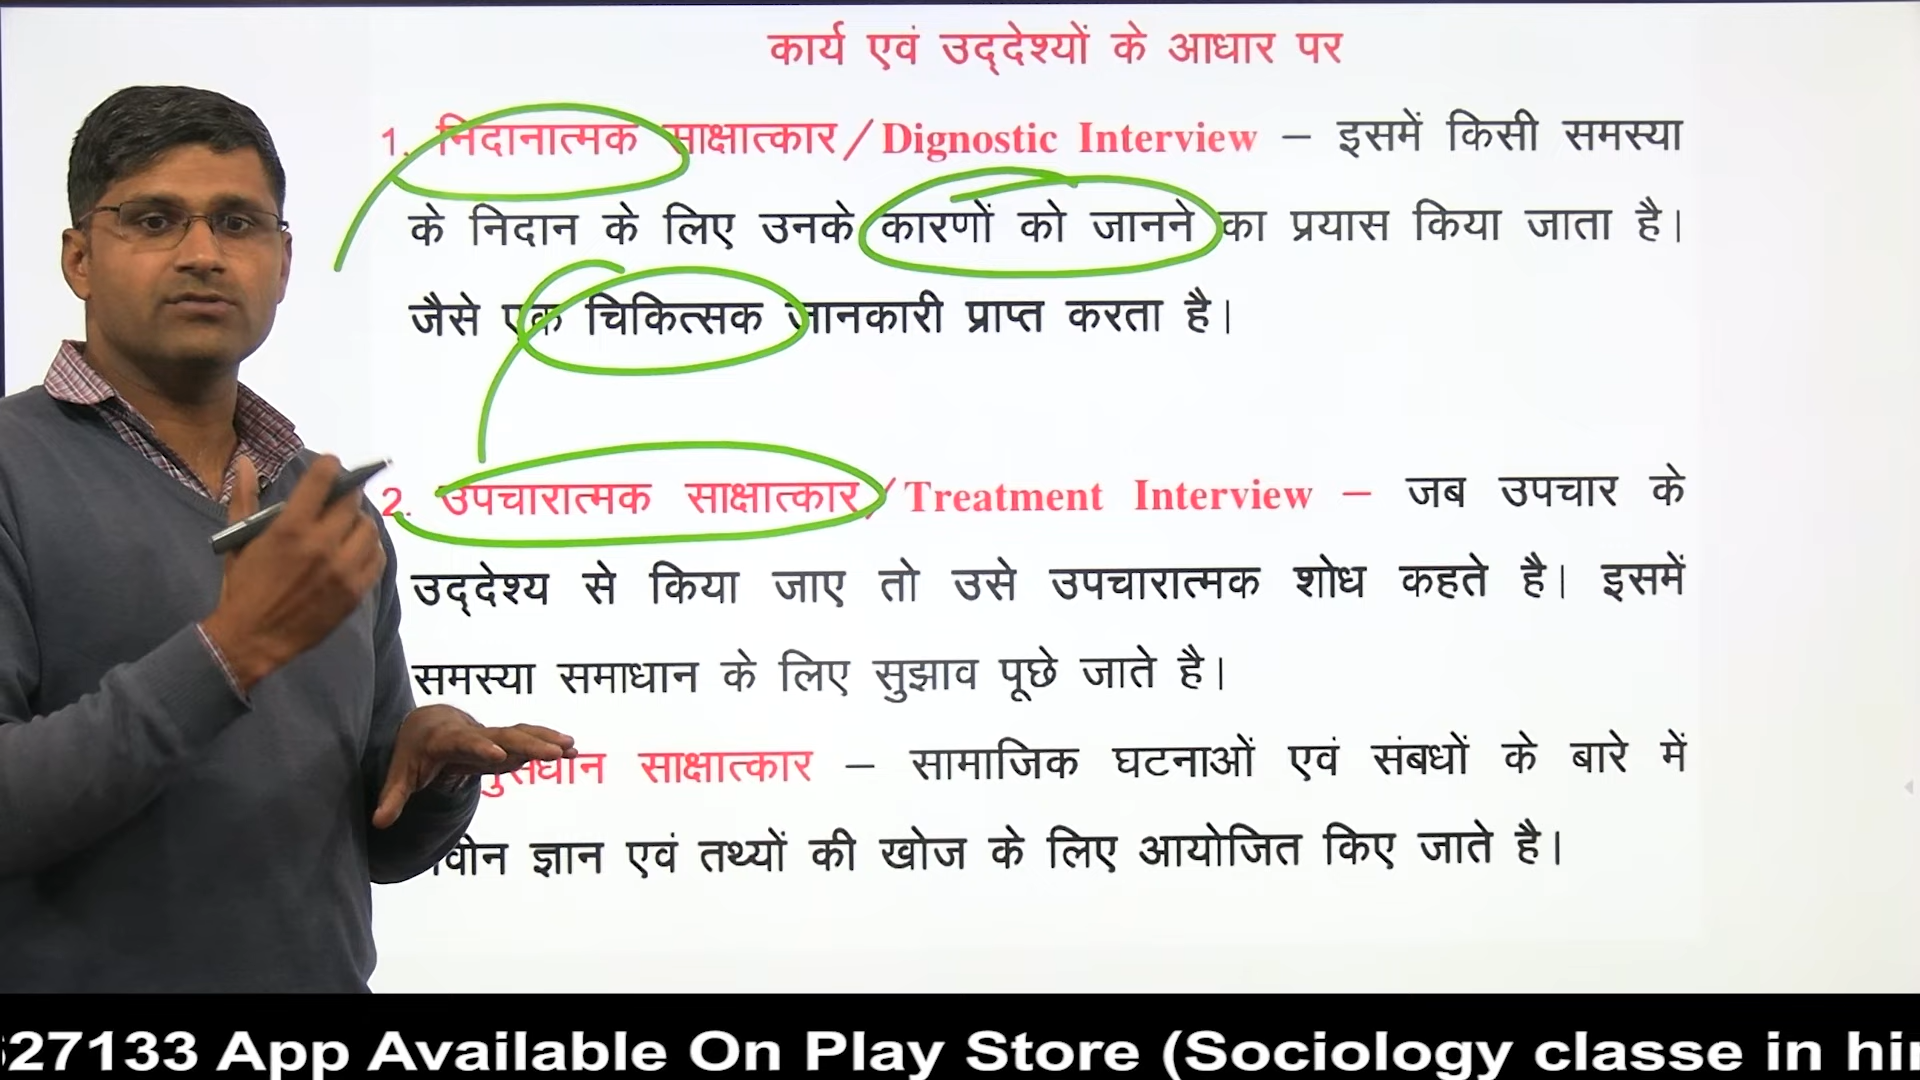 कार्य एवं उद्देश्यों के आधार पर
1. निदानात्मक साक्षात्कार/Dignostic Interview – इसमें किसी समस्या
के निदान के लिए उनके कारणों को जानने का प्रयास किया जाता है।
जैसे एक चिकित्सक जानकारी प्राप्त करता है।
2. उपचारात्मक साक्षात्कार/Treatment Interview – जब उपचार के
उद्देश्य से किया जाए तो उसे उपचारात्मक शोध कहते है। इसमें
समस्या समाधान के लिए सुझाव पूछे जाते है।
साक्षात्कार – सामाजिक घटनाओं एवं संबधों के बारे में
ज्ञान एवं तथ्यों की खोज के लिए आयोजित किए जाते है।
627133 App Available On Play Store (Sociology classe in hin